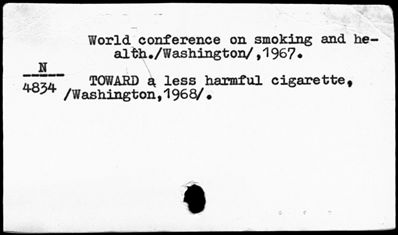 World conference on smoking and he-
alth./Washington/,1967.
N
4834
TOWARD a less harmful cigarette,
/Washington,1968/.